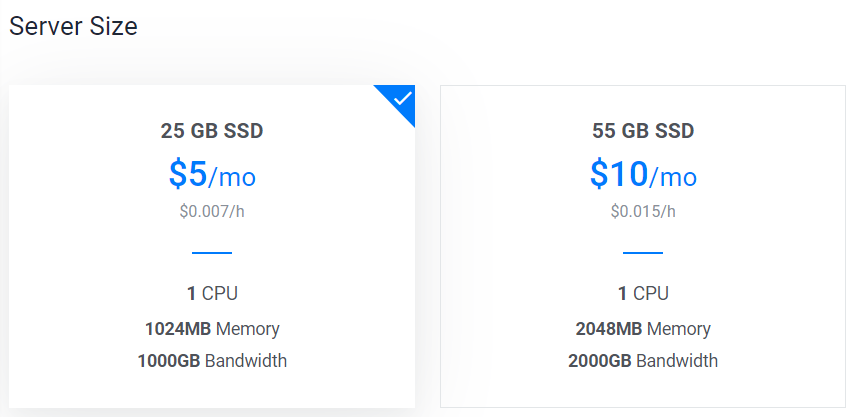 Server Size
25 GB SSD
$5/mo
$0.007/h
1 CPU
1024MB Memory
1000GB Bandwidth
55 GB SSD
$10/mo
$0.015/h
1 CPU
2048MB Memory
2000GB Bandwidth